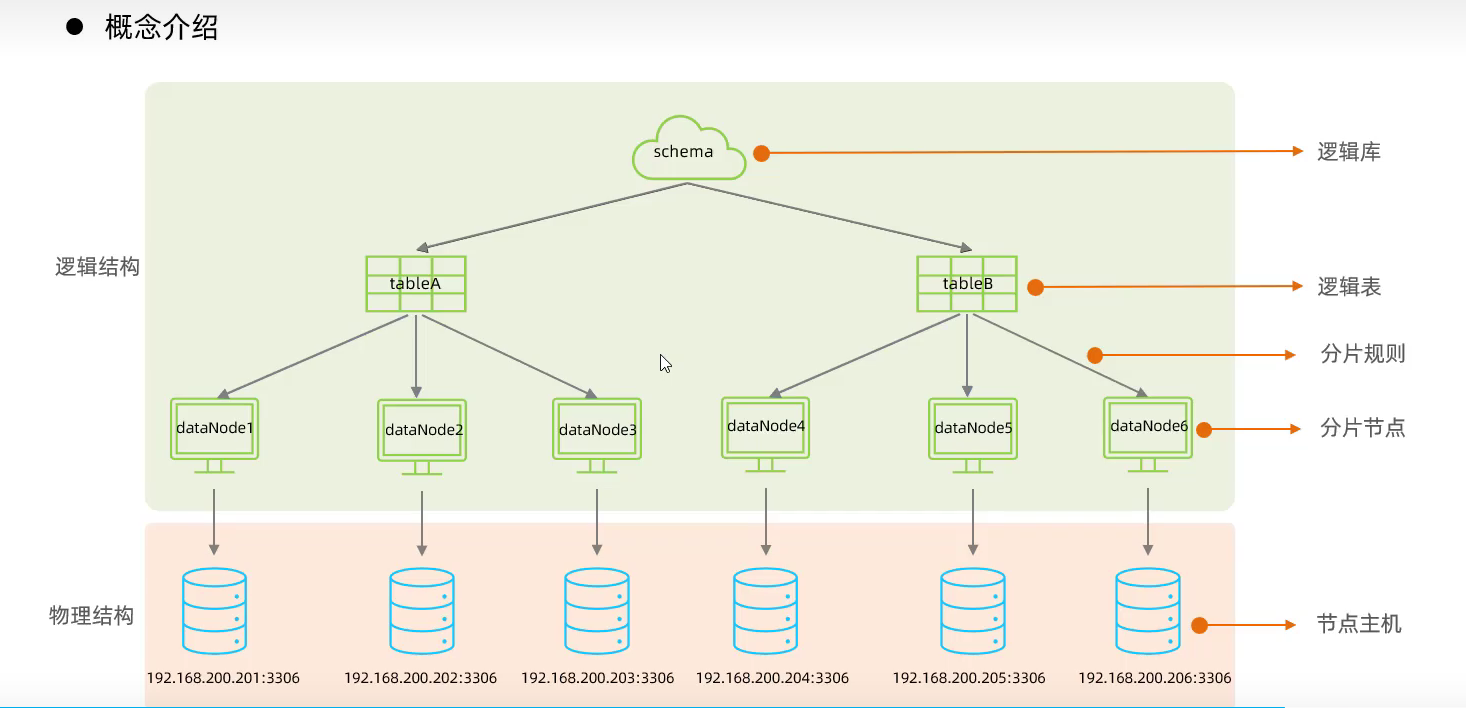 概念介绍
schema
逻辑库
逻辑结构
tableA
tableB
逻辑表
分片规则
dataNode1
dataNode2
dataNode3
dataNode4
dataNode5
dataNode6
分片节点
物理结构
节点主机
192.168.200.201:3306
192.168.200.202:3306
192.168.200.203:3306
192.168.200.204:3306
192.168.200.205:3306
192.168.200.206:3306